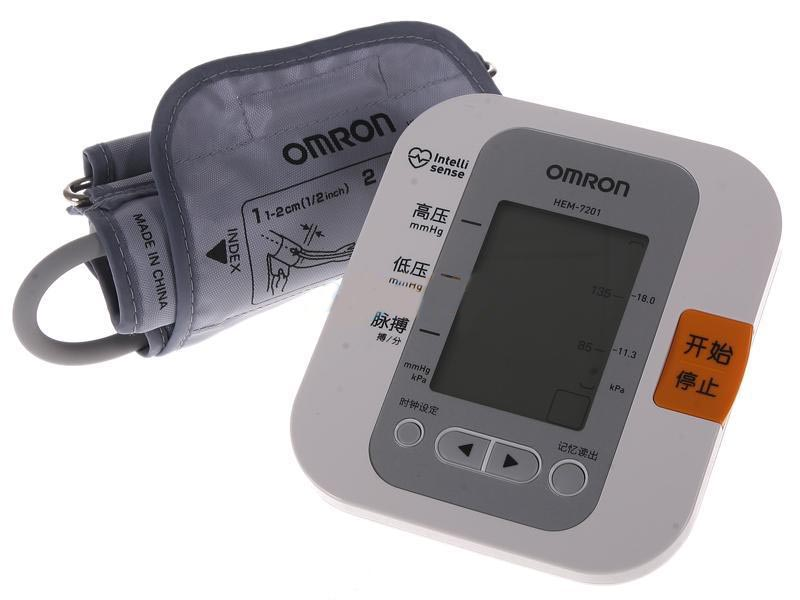 OMRON
1 1-2cm(1/2inch) 2
INDEX
MADE IN CHINA
Intelli
sense
OMRON
HEM-7201
高压
mmHg
低压
mmHg
脉搏
搏/分
mmHg
kPa
135 18.0
85 11.3
kPa
开始
停止
时钟设定
记忆读出